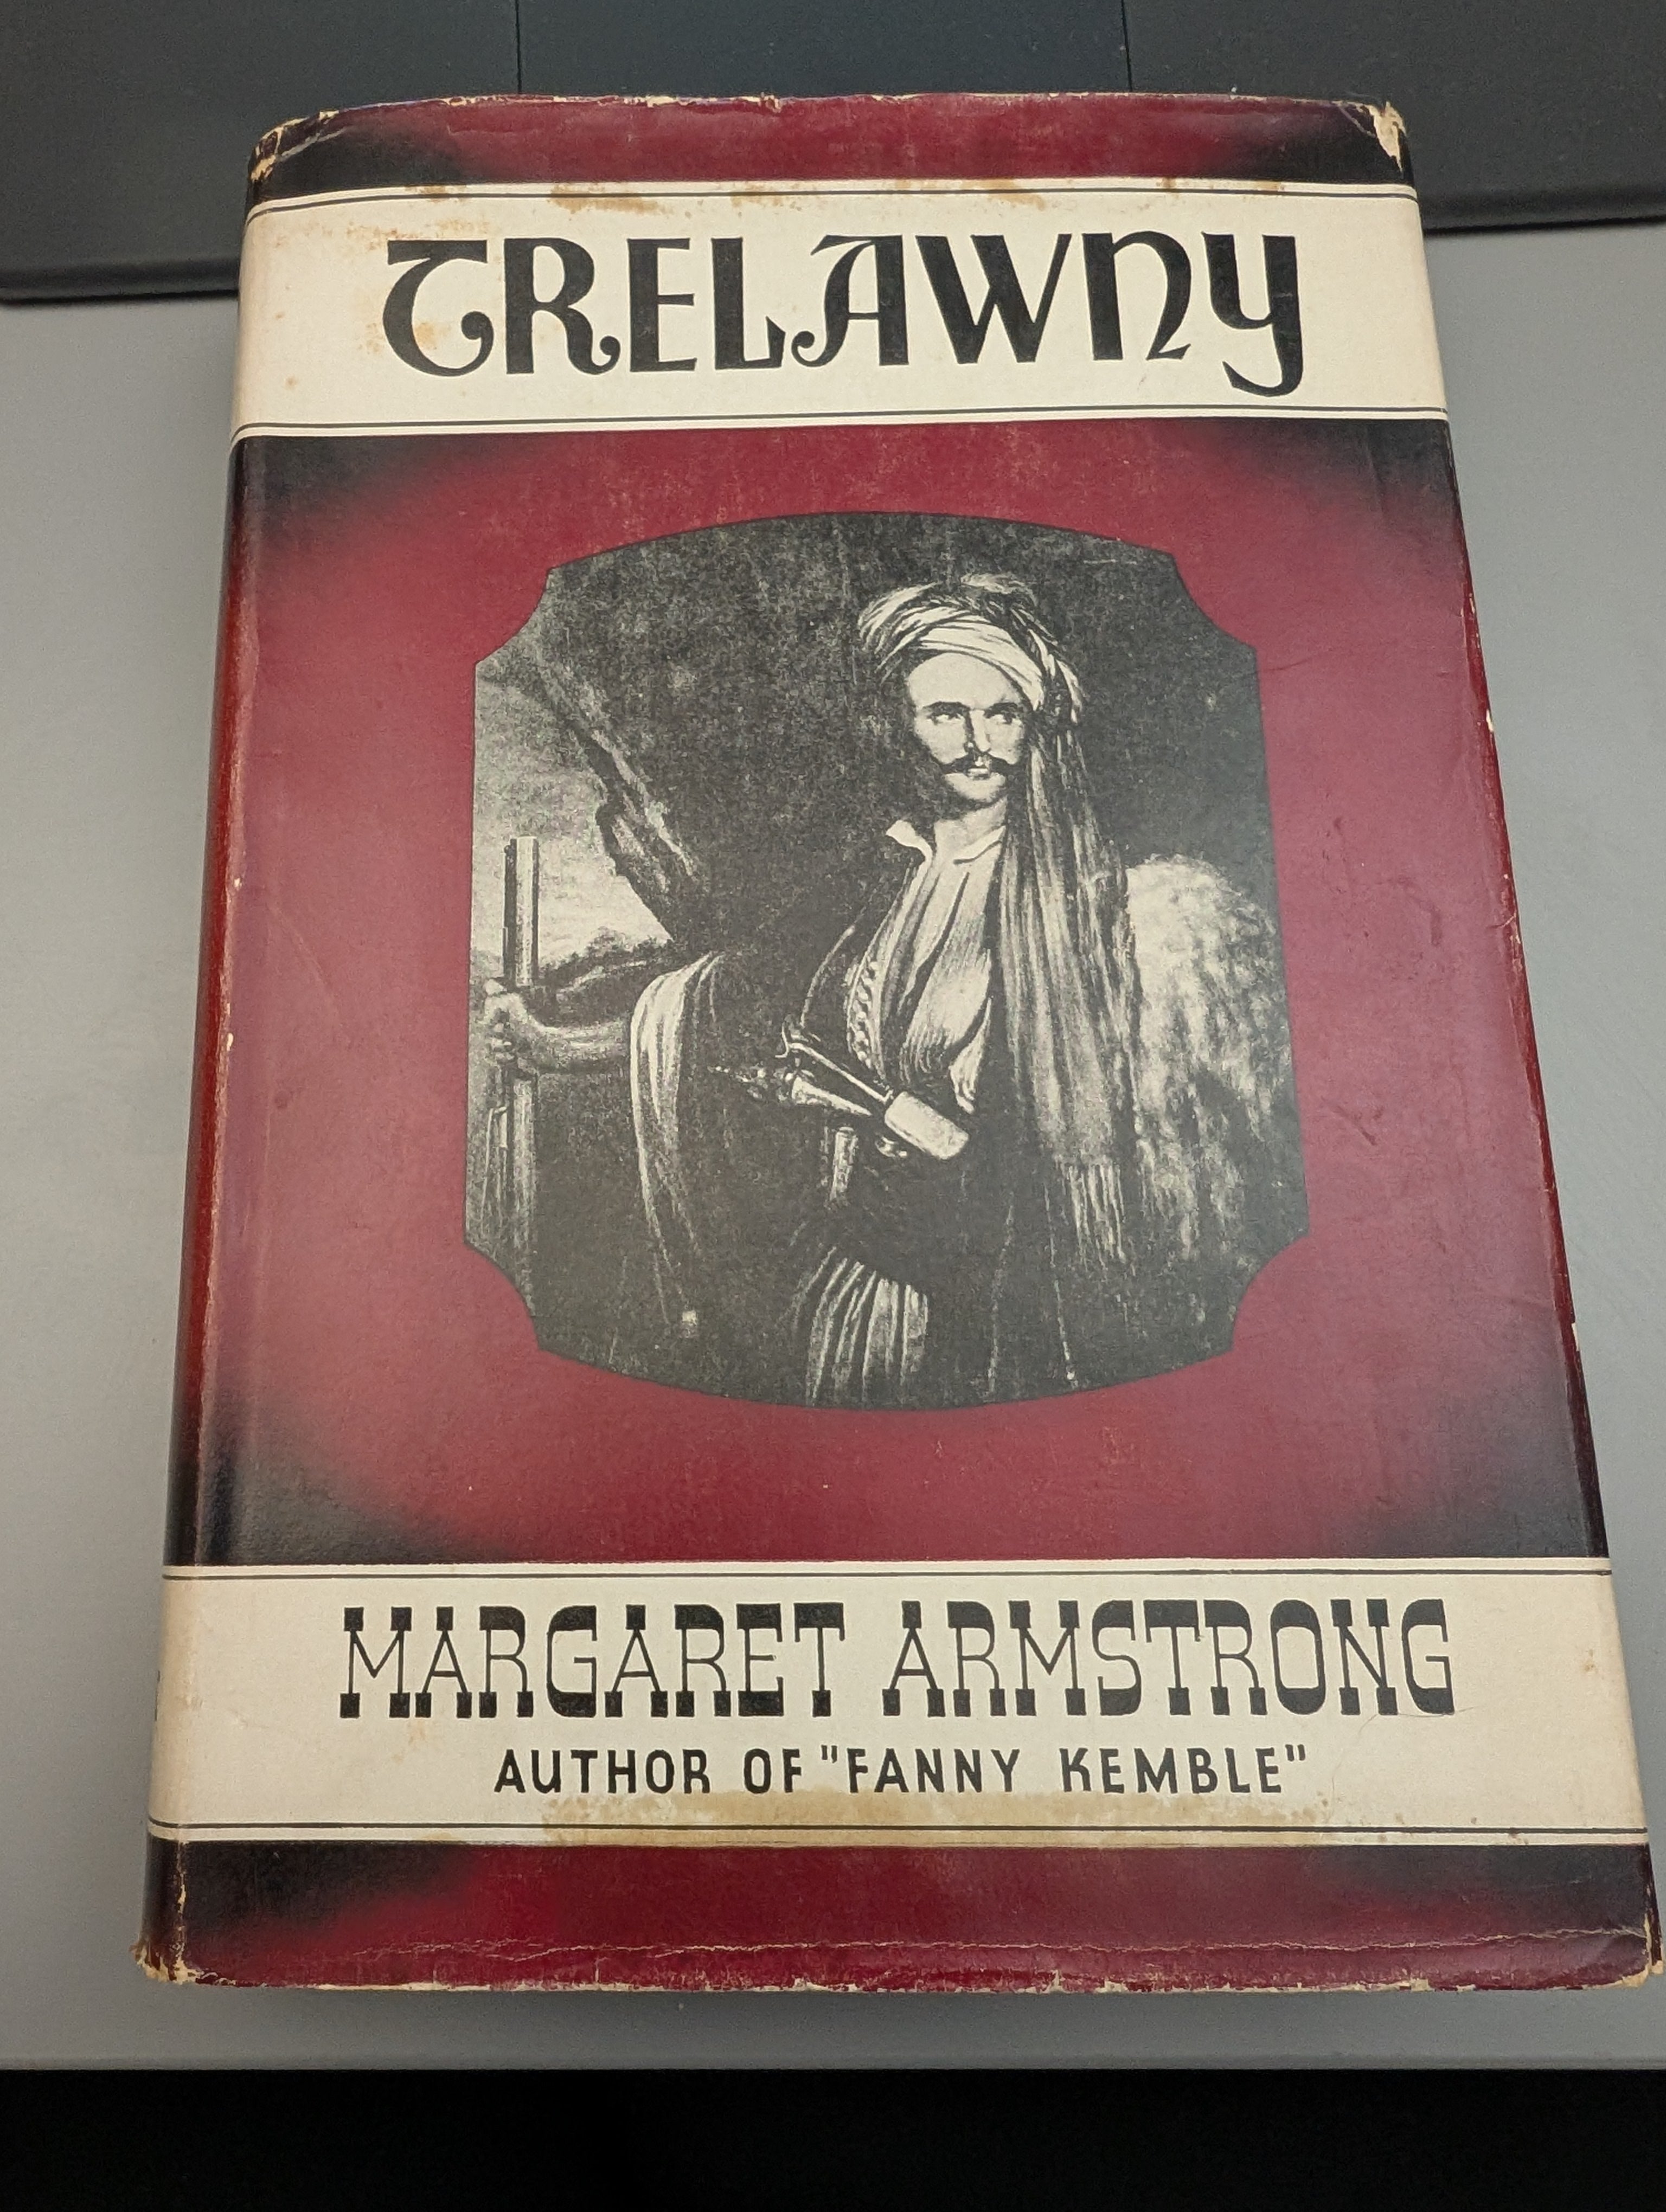 TRELAWNY
MARGARET ARMSTRONG
AUTHOR OF "FANNY KEMBLE"